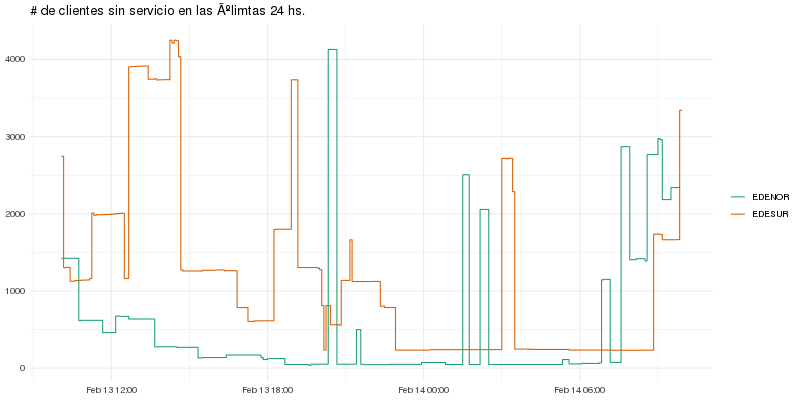 # de clientes sin servicio en las Ãºlimtas 24 hs.
4000
3000
2000
1000
0
Feb 13 12:00
Feb 13 18:00
Feb 14 00:00
Feb 14 06:00
EDENOR
EDESUR